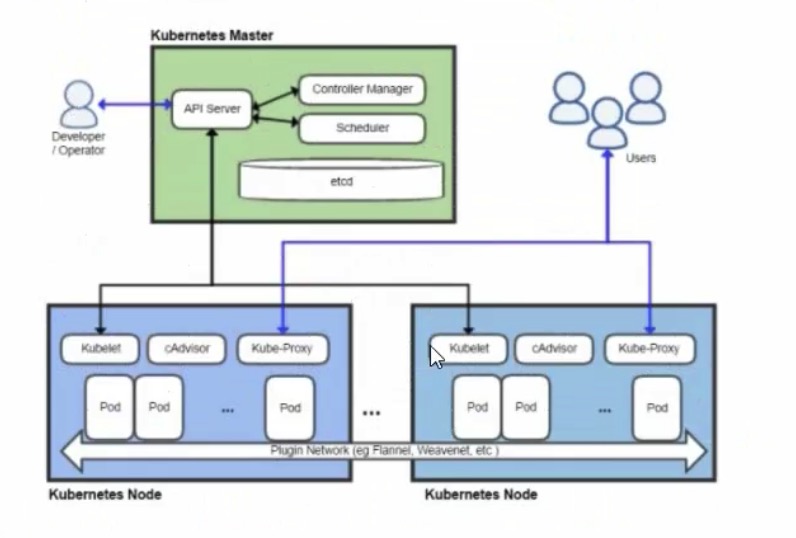 Kubernetes Master
API Server
Controller Manager
Scheduler
etcd
Developer
/ Operator
Users
Kubelet
cAdvisor
Kube-Proxy
Kubelet
cAdvisor
Kube-Proxy
Pod
Pod
...
Pod
...
Pod
Pod
...
Pod
Plugin Network (eg Flannel, Weavenet, etc )
Kubernetes Node
Kubernetes Node